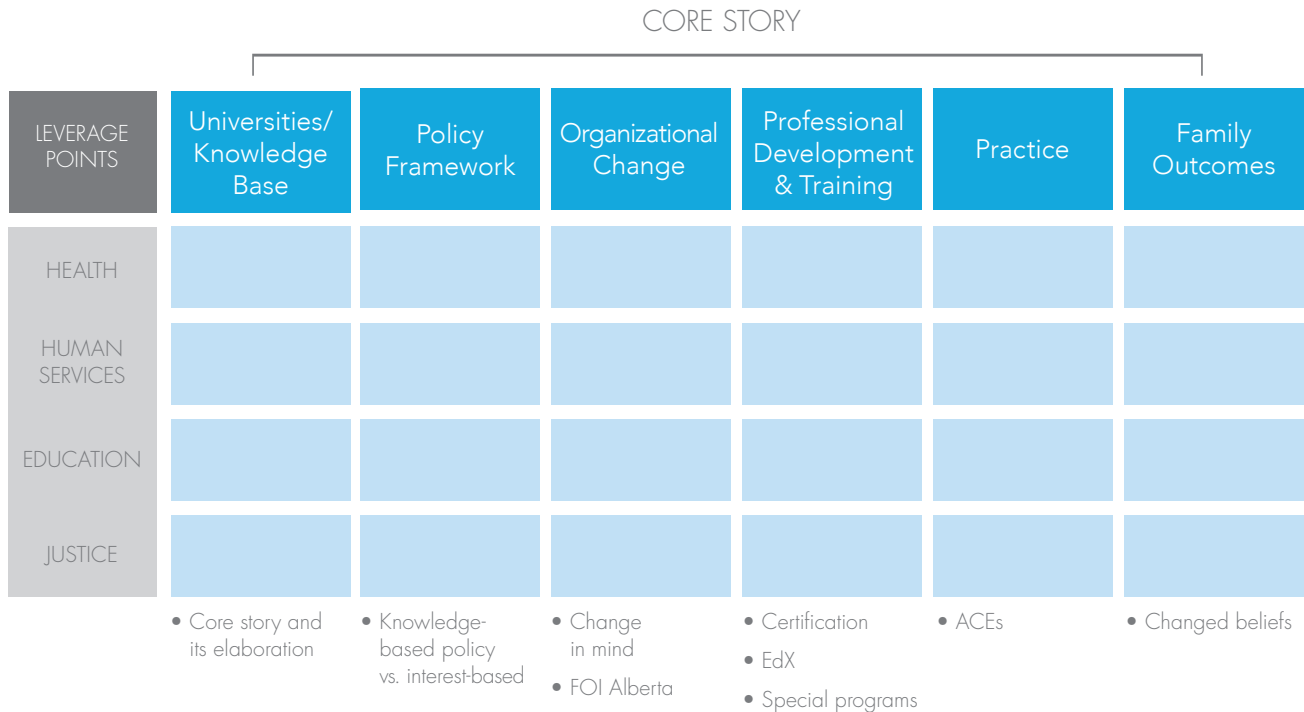 CORE STORY
LEVERAGE
POINTS
Universities/
Knowledge
Base
Policy
Framework
Organizational
Change
Professional
Development
& Training
Practice
Family
Outcomes
HEALTH
HUMAN
SERVICES
EDUCATION
JUSTICE
• Core story and
its elaboration
• Knowledge-
based policy
vs. interest-based
• Change
in mind
• FOI Alberta
• Certification
• EdX
• Special programs
• ACEs
• Changed beliefs